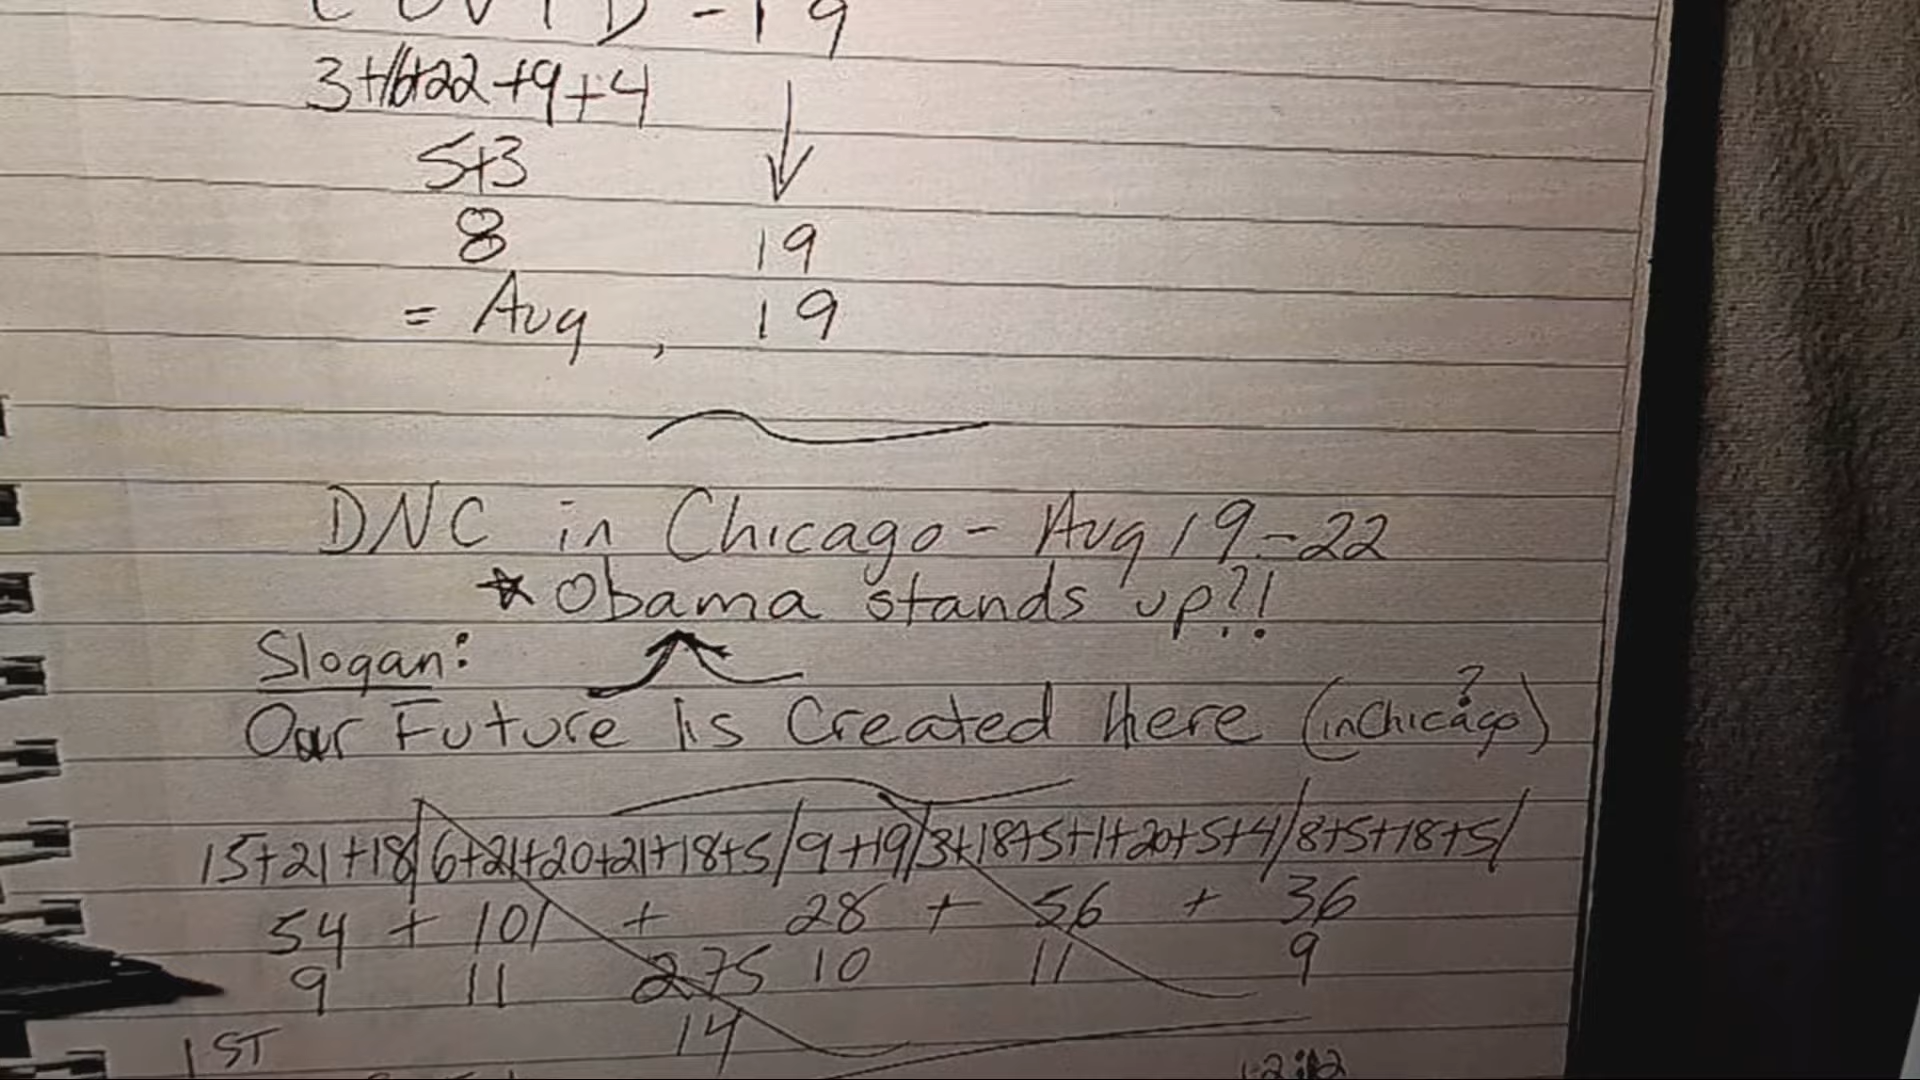 COVID-19
3+16+22+9+4
5+3
8 19
= Aug, 19
DNC in Chicago - Aug 19-22
Obama stands up?!
Slogan:
Our Future Is Created Here (in Chicago)?
15+21+18/6+21+20+21+18+5/9+19/3+18+5+1+20+5+4/8+5+18+5/
54 + 101 + 28 + 56 + 36
9 11 275 10 11 9
14
1ST